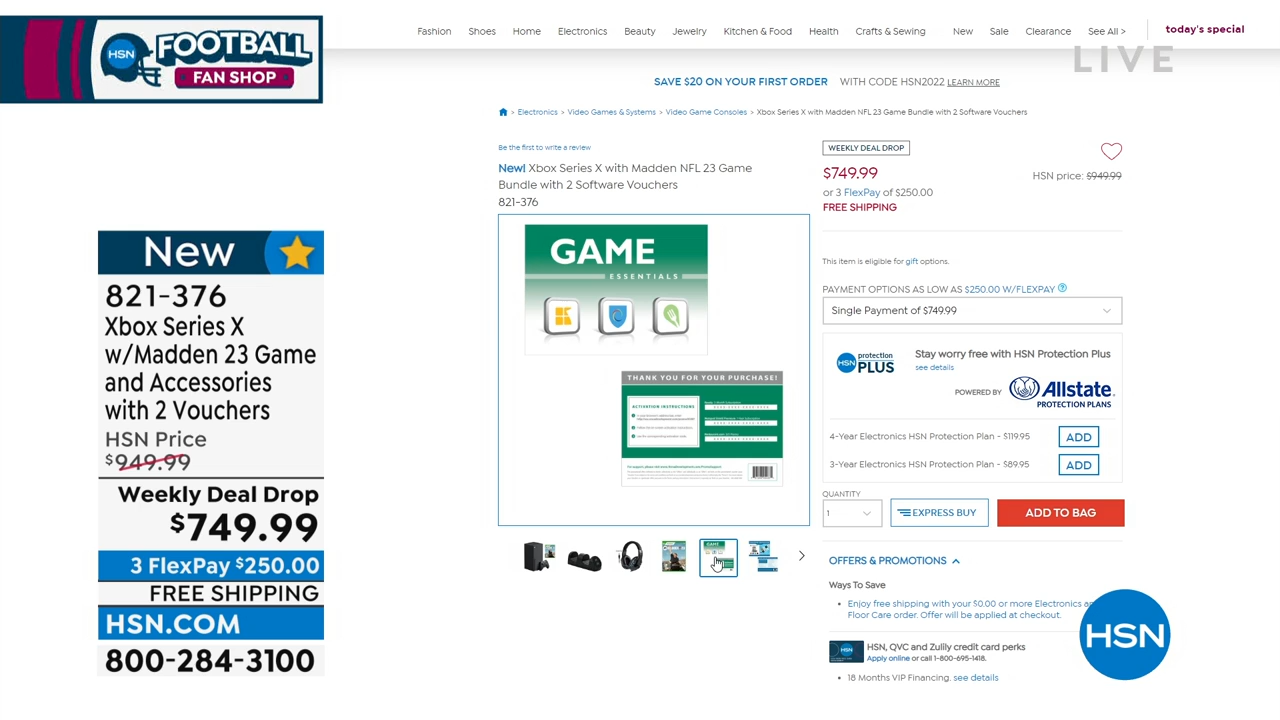 HSN
FOOTBALL
FAN SHOP
Fashion Shoes Home Electronics Beauty Jewelry Kitchen & Food Health Crafts & Sewing New Sale Clearance See All > today's special
LIVE
SAVE $20 ON YOUR FIRST ORDER WITH CODE HSN2022 LEARN MORE
> Electronics > Video Games & Systems > Video Game Consoles > Xbox Series X with Madden NFL 23 Game Bundle with 2 Software Vouchers
Be the first to write a review
New! Xbox Series X with Madden NFL 23 Game
Bundle with 2 Software Vouchers
821-376
GAME
ESSENTIALS
THANK YOU FOR YOUR PURCHASE!
ACTIVATION INSTRUCTIONS
WEEKLY DEAL DROP
$749.99 HSN price: $949.99
or 3 FlexPay of $250.00
FREE SHIPPING
This item is eligible for gift options.
PAYMENT OPTIONS AS LOW AS $250.00 W/FLEXPAY ?
Single Payment of $749.99
HSN protection PLUS
Stay worry free with HSN Protection Plus
see details
POWERED BY Allstate.
PROTECTION PLANS
4-Year Electronics HSN Protection Plan - $119.95 ADD
3-Year Electronics HSN Protection Plan - $89.95 ADD
QUANTITY
1 EXPRESS BUY ADD TO BAG
OFFERS & PROMOTIONS
Ways To Save
• Enjoy free shipping with your $0.00 or more Electronics
Floor Care order. Offer will be applied at checkout.
HSN, QVC and Zulily credit card perks
Apply online or call 1-800-695-1418.
• 18 Months VIP Financing. see details
New
821-376
Xbox Series X
w/Madden 23 Game
and Accessories
with 2 Vouchers
HSN Price
$949.99
Weekly Deal Drop
$749.99
3 FlexPay $250.00
FREE SHIPPING
HSN.COM
800-284-3100
HSN